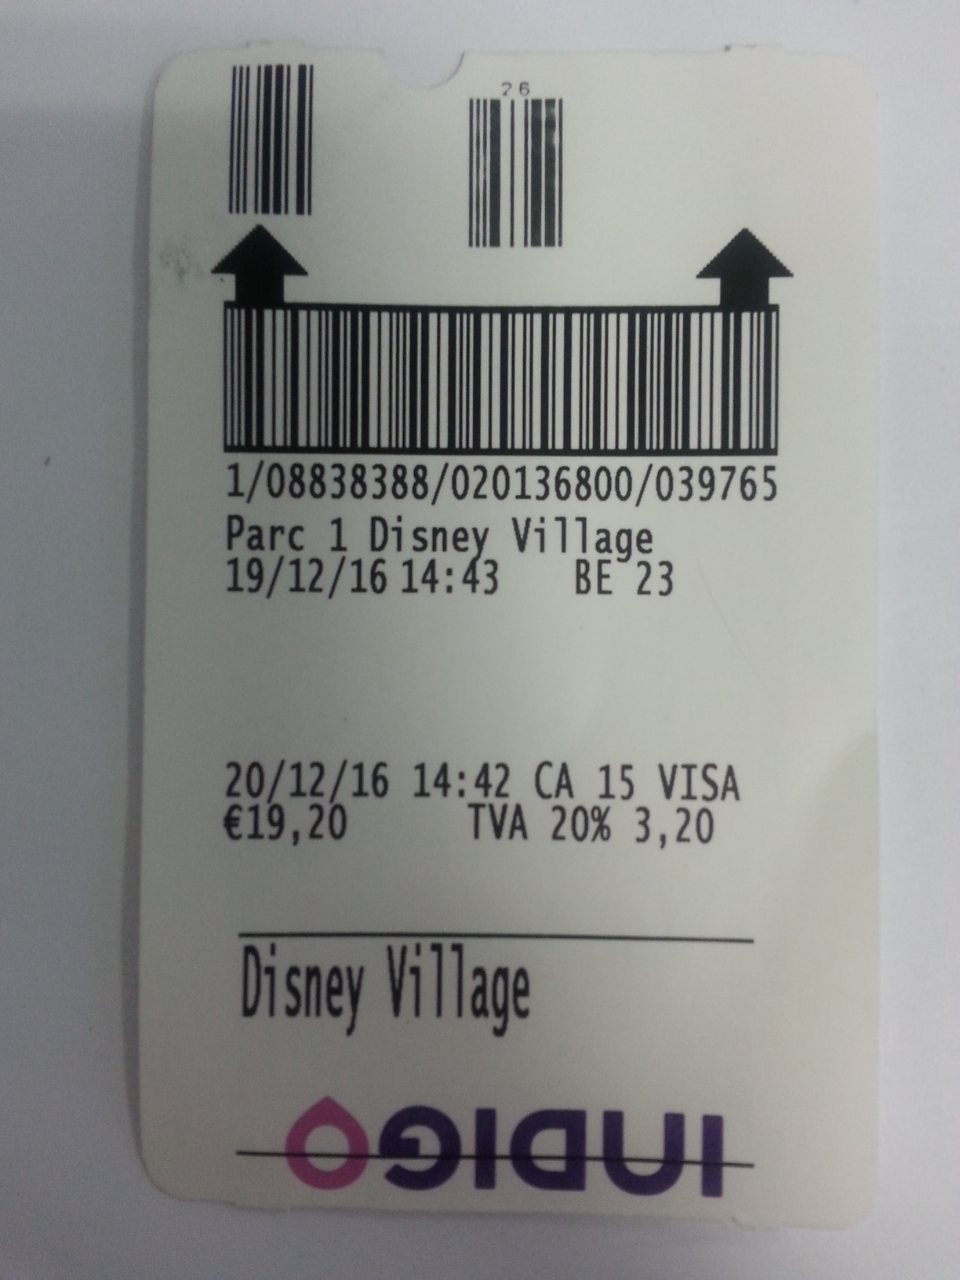 26
1/08838388/020136800/039765
Parc 1 Disney Village
19/12/16 14:43 BE 23
20/12/16 14:42 CA 15 VISA
€19,20 TVA 20% 3,20
Disney Village
INDIGO